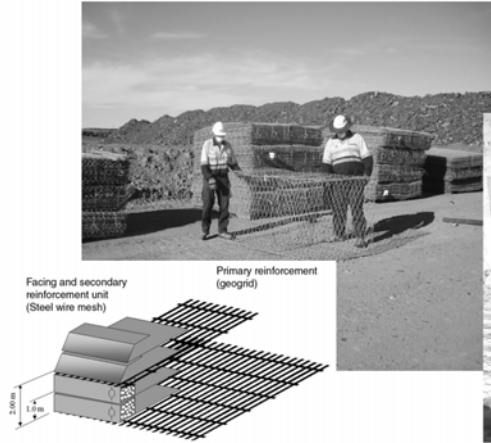 Primary reinforcement
(geogrid)
Facing and secondary
reinforcement unit
(Steel wire mesh)
2.00 m
1.0 m